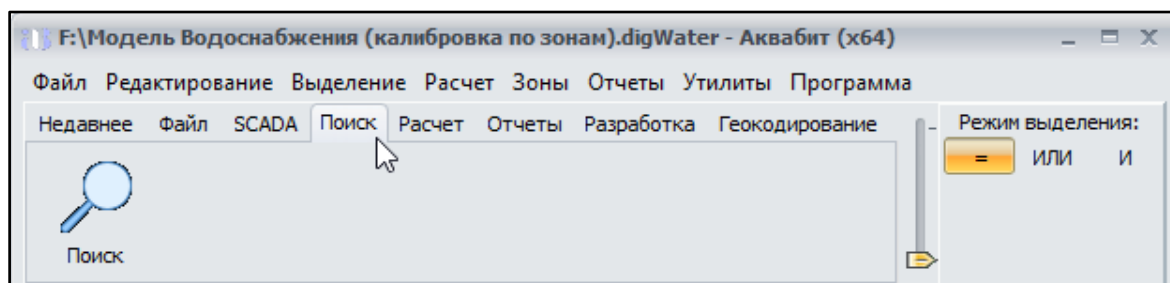 F:\Модель Водоснабжения (калибровка по зонам).digWater - Аквабит (x64)
Файл Редактирование Выделение Расчет Зоны Отчеты Утилиты Программа
Недавнее Файл SCADA Поиск Расчет Отчеты Разработка Геокодирование
Режим выделения:
= ИЛИ И
Поиск